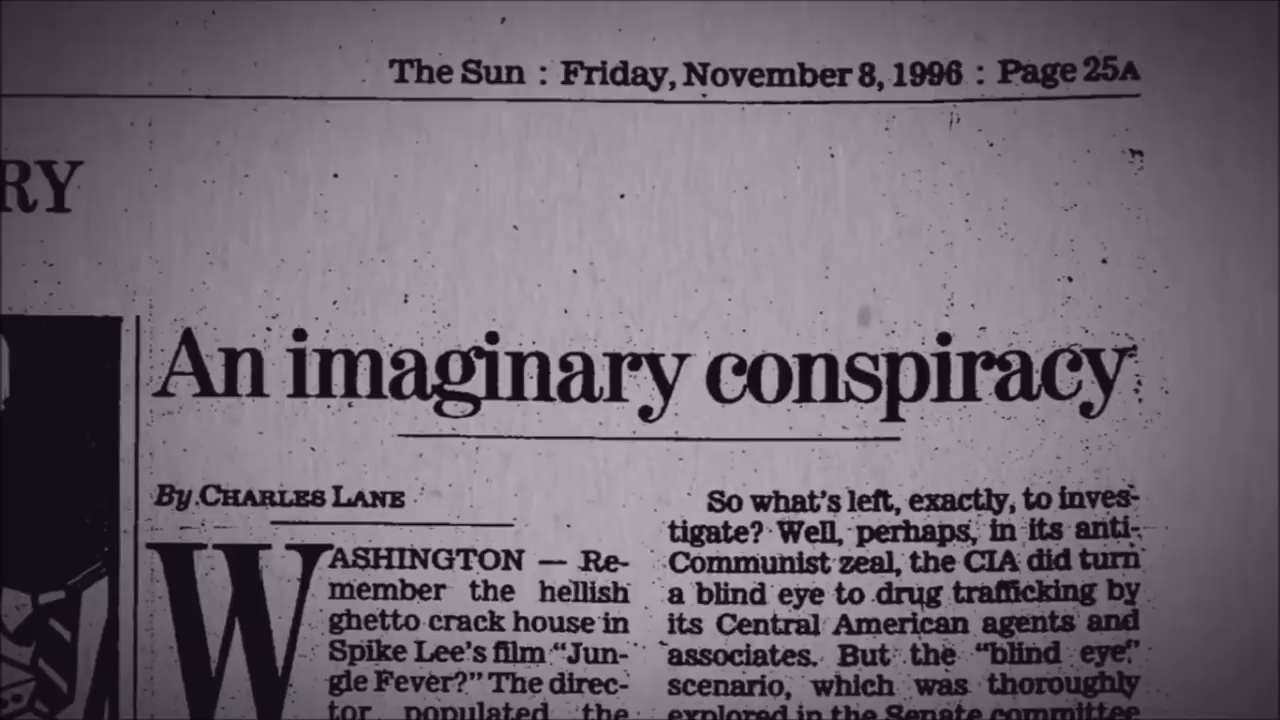 The Sun : Friday, November 8, 1996 : Page 25A
RY
An imaginary conspiracy
By CHARLES LANE
WASHINGTON — Re-
member the hellish
ghetto crack house in
Spike Lee's film "Jun-
gle Fever?" The direc-
tor populated the
So what's left, exactly, to inves-
tigate? Well, perhaps, in its anti-
Communist zeal, the CIA did turn
a blind eye to drug trafficking by
its Central American agents and
associates. But the "blind eye"
scenario, which was thoroughly
explored in the Senate committee